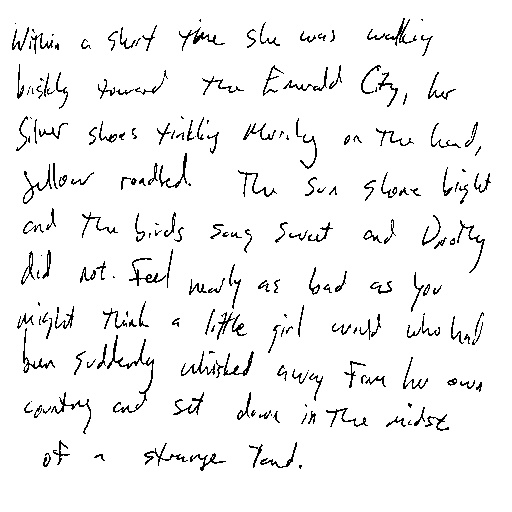 Within a short time she was walking
briskly toward the Emerald City, her
Silver shoes tinkling Merrily on the hard,
yellow roadbed. The Sun shone bright
and the birds sang sweet and Dorothy
did not. Feel nearly as bad as you
might think a little girl would who had
been suddenly whisked away From her own
country and set down in The midst
of a strange land.